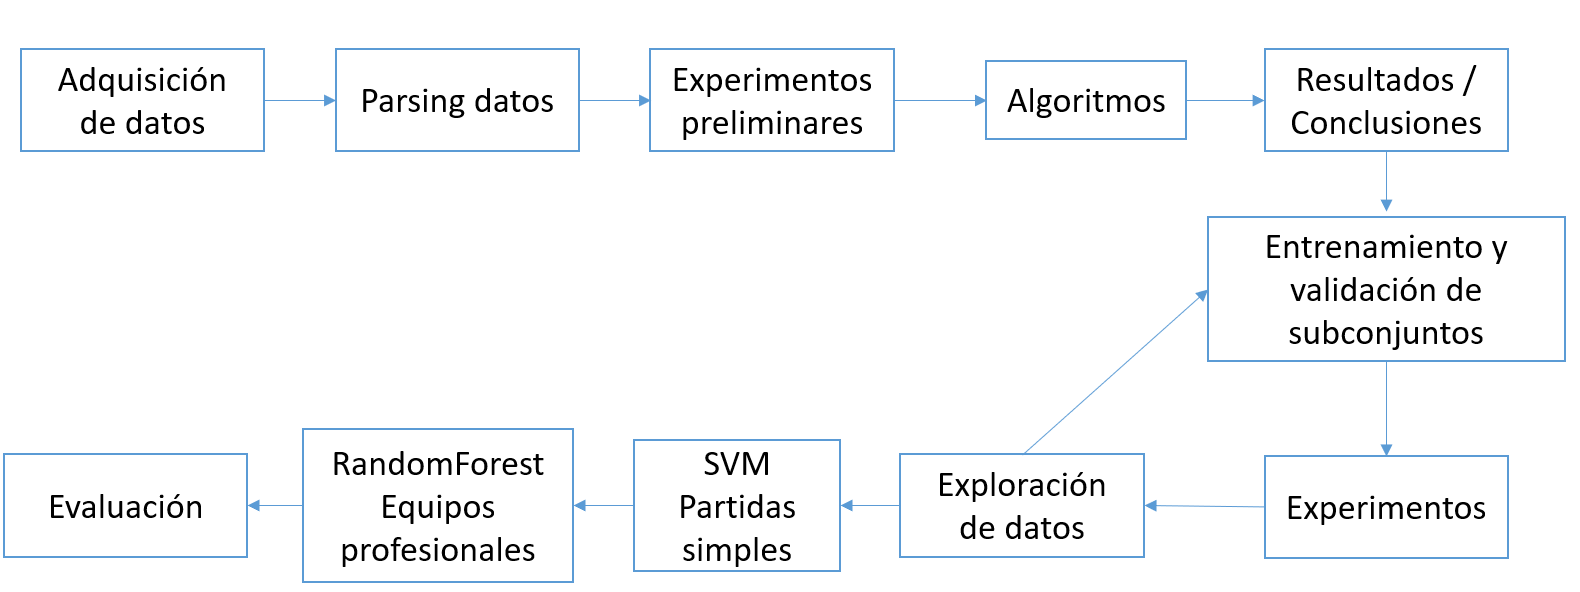 Adquisición
de datos
Parsing datos
Experimentos
preliminares
Algoritmos
Resultados /
Conclusiones
Entrenamiento y
validación de
subconjuntos
Experimentos
Exploración
de datos
SVM
Partidas
simples
RandomForest
Equipos
profesionales
Evaluación